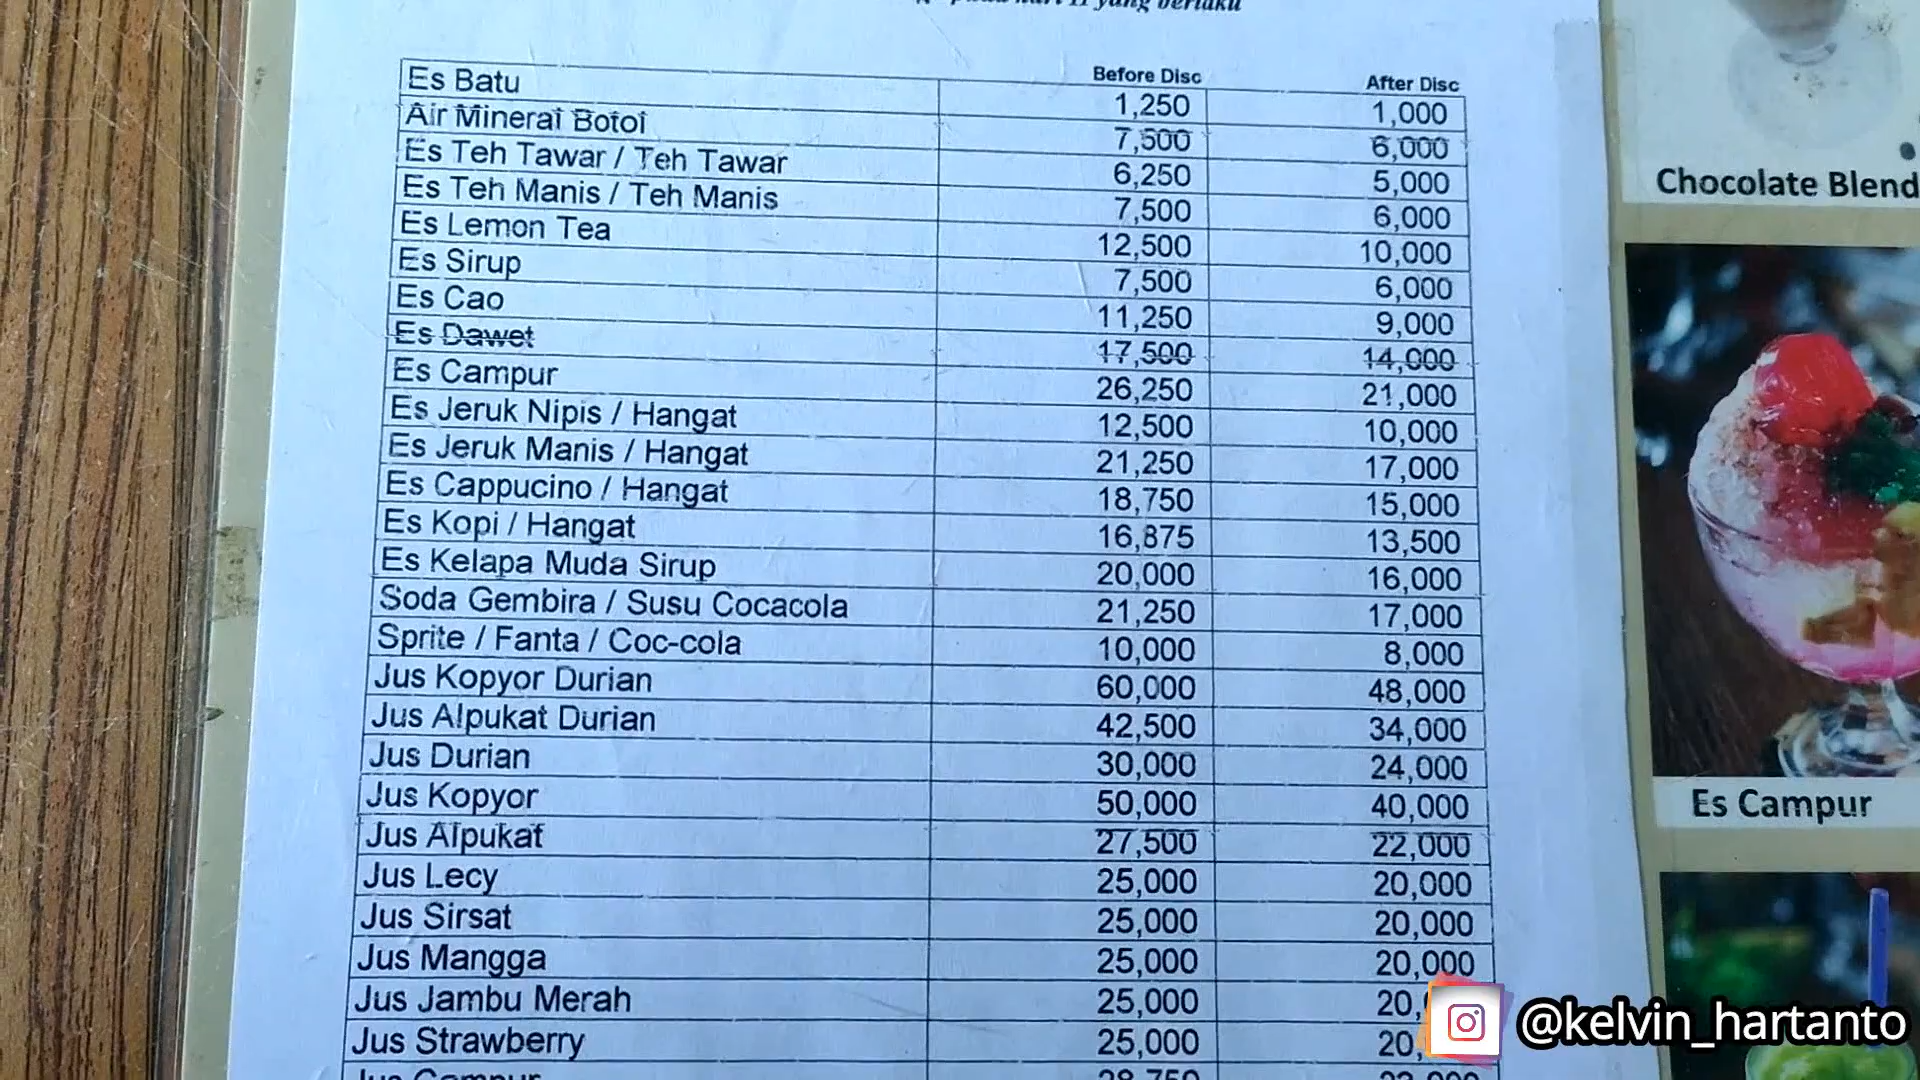 yang berlaku
Before Disc After Disc
Es Batu 1,250 1,000
Air Mineral Botol 7,500 6,000
Es Teh Tawar / Teh Tawar 6,250 5,000
Es Teh Manis / Teh Manis 7,500 6,000
Es Lemon Tea 12,500 10,000
Es Sirup 7,500 6,000
Es Cao 11,250 9,000
Es Dawet 17,500 14,000
Es Campur 26,250 21,000
Es Jeruk Nipis / Hangat 12,500 10,000
Es Jeruk Manis / Hangat 21,250 17,000
Es Cappucino / Hangat 18,750 15,000
Es Kopi / Hangat 16,875 13,500
Es Kelapa Muda Sirup 20,000 16,000
Soda Gembira / Susu Cocacola 21,250 17,000
Sprite / Fanta / Coc-cola 10,000 8,000
Jus Kopyor Durian 60,000 48,000
Jus Alpukat Durian 42,500 34,000
Jus Durian 30,000 24,000
Jus Kopyor 50,000 40,000
Jus Alpukat 27,500 22,000
Jus Lecy 25,000 20,000
Jus Sirsat 25,000 20,000
Jus Mangga 25,000 20,000
Jus Jambu Merah 25,000 20,
Jus Strawberry 25,000 20,
Jus Campur 28,750
Chocolate Blend
Es Campur
@kelvin_hartanto